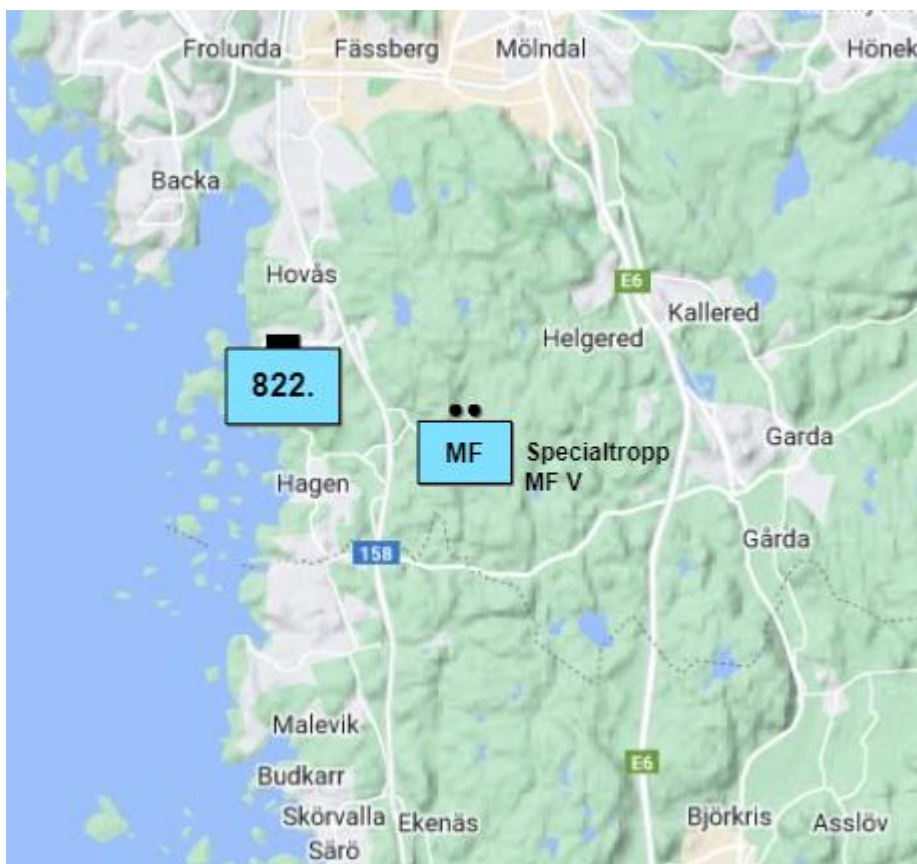 Frolunda
Fässberg
Mölndal
Hönek
Backa
Hovås
E6
Kallered
Helgered
822.
MF
Specialtropp
MF V
Garda
Hagen
158
Gårda
Malevik
Budkarr
E6
Skörvalla
Ekenäs
Björkris
Asslöv
Särö